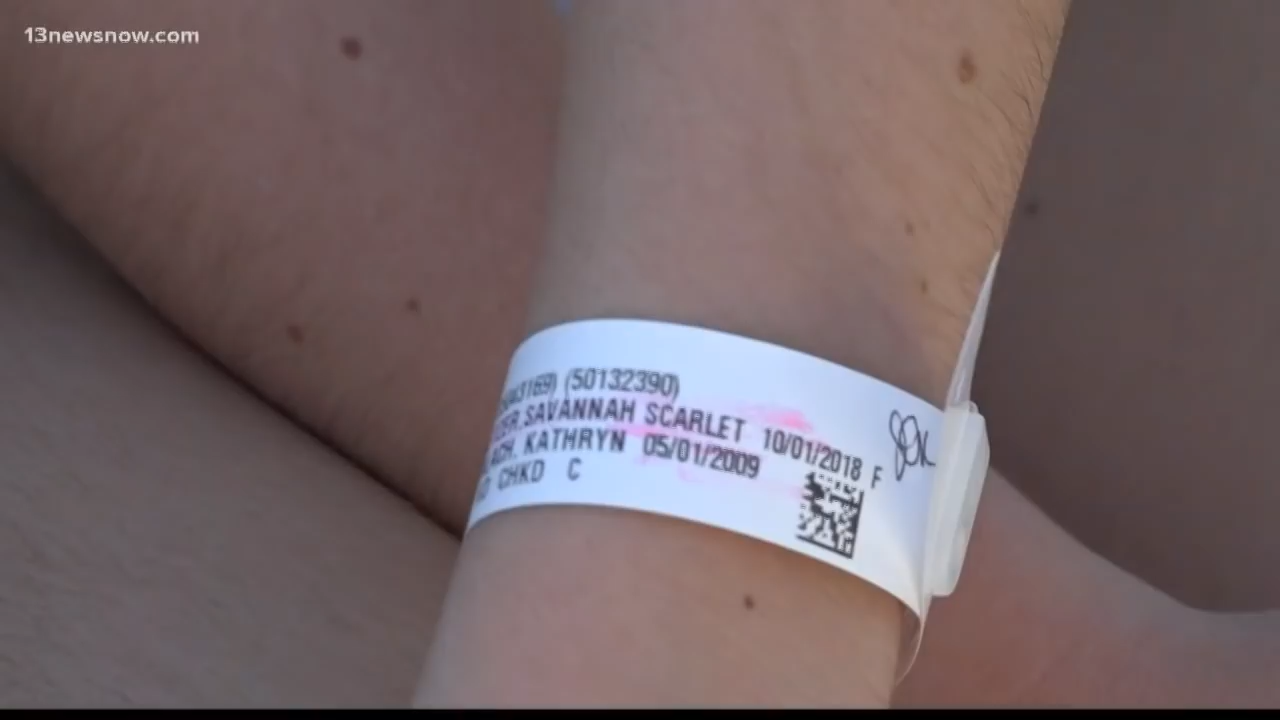 13newsnow.com
(50132390)
SAVANNAH SCARLET 10/01/2018 F
KATHRYN 05/01/2009
CHKD C